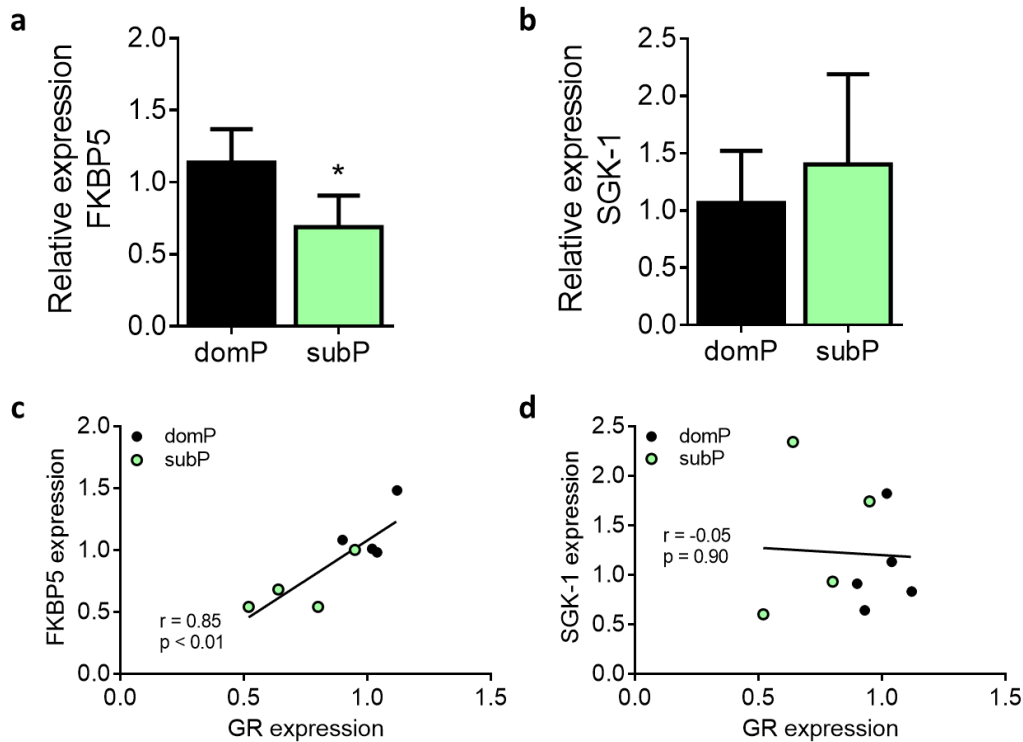 a
Relative expression
FKBP5
2.0
1.5
1.0
0.5
0.0
*
domP
subP
b
Relative expression
SGK-1
2.5
2.0
1.5
1.0
0.5
0.0
domP
subP
c
FKBP5 expression
2.0
1.5
1.0
0.5
0.0
domP
subP
r = 0.85
p < 0.01
0.0
0.5
1.0
1.5
GR expression
d
SGK-1 expression
2.5
2.0
1.5
1.0
0.5
0.0
domP
subP
r = -0.05
p = 0.90
0.0
0.5
1.0
1.5
GR expression